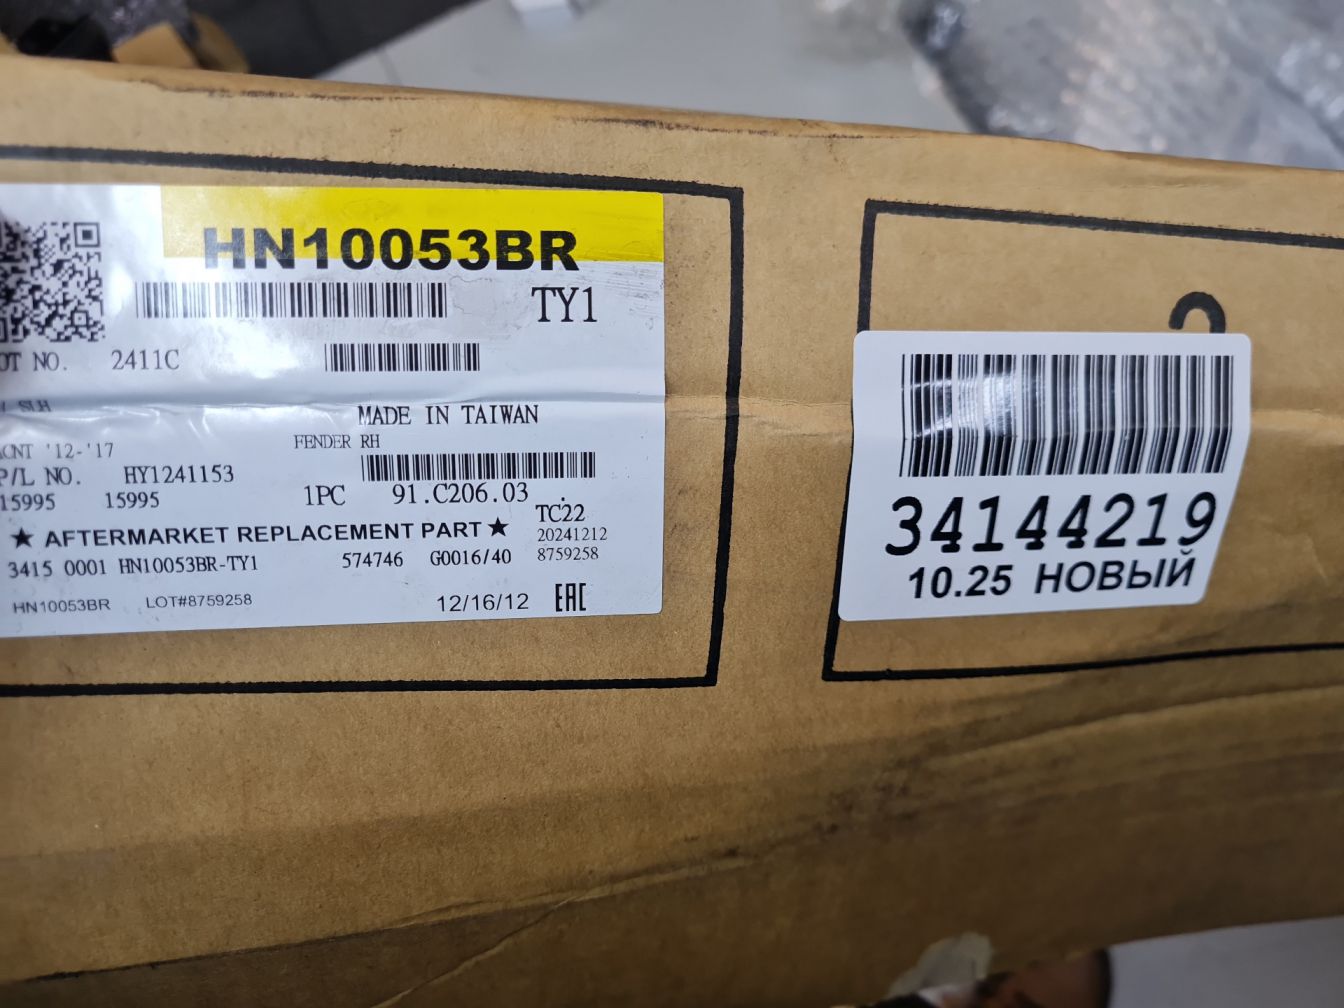 HN10053BR
TY1
OT NO. 2411C
MADE IN TAIWAN
CNT '12-'17
FENDER RH
P/L NO. HY1241153
15995 15995
1PC 91.C206.03
★ AFTERMARKET REPLACEMENT PART ★
TC22
20241212
3415 0001 HN10053BR-TY1 574746 G0016/40 8759258
HN10053BR LOT#8759258 12/16/12 EAC
34144219
10.25 НОВЫЙ